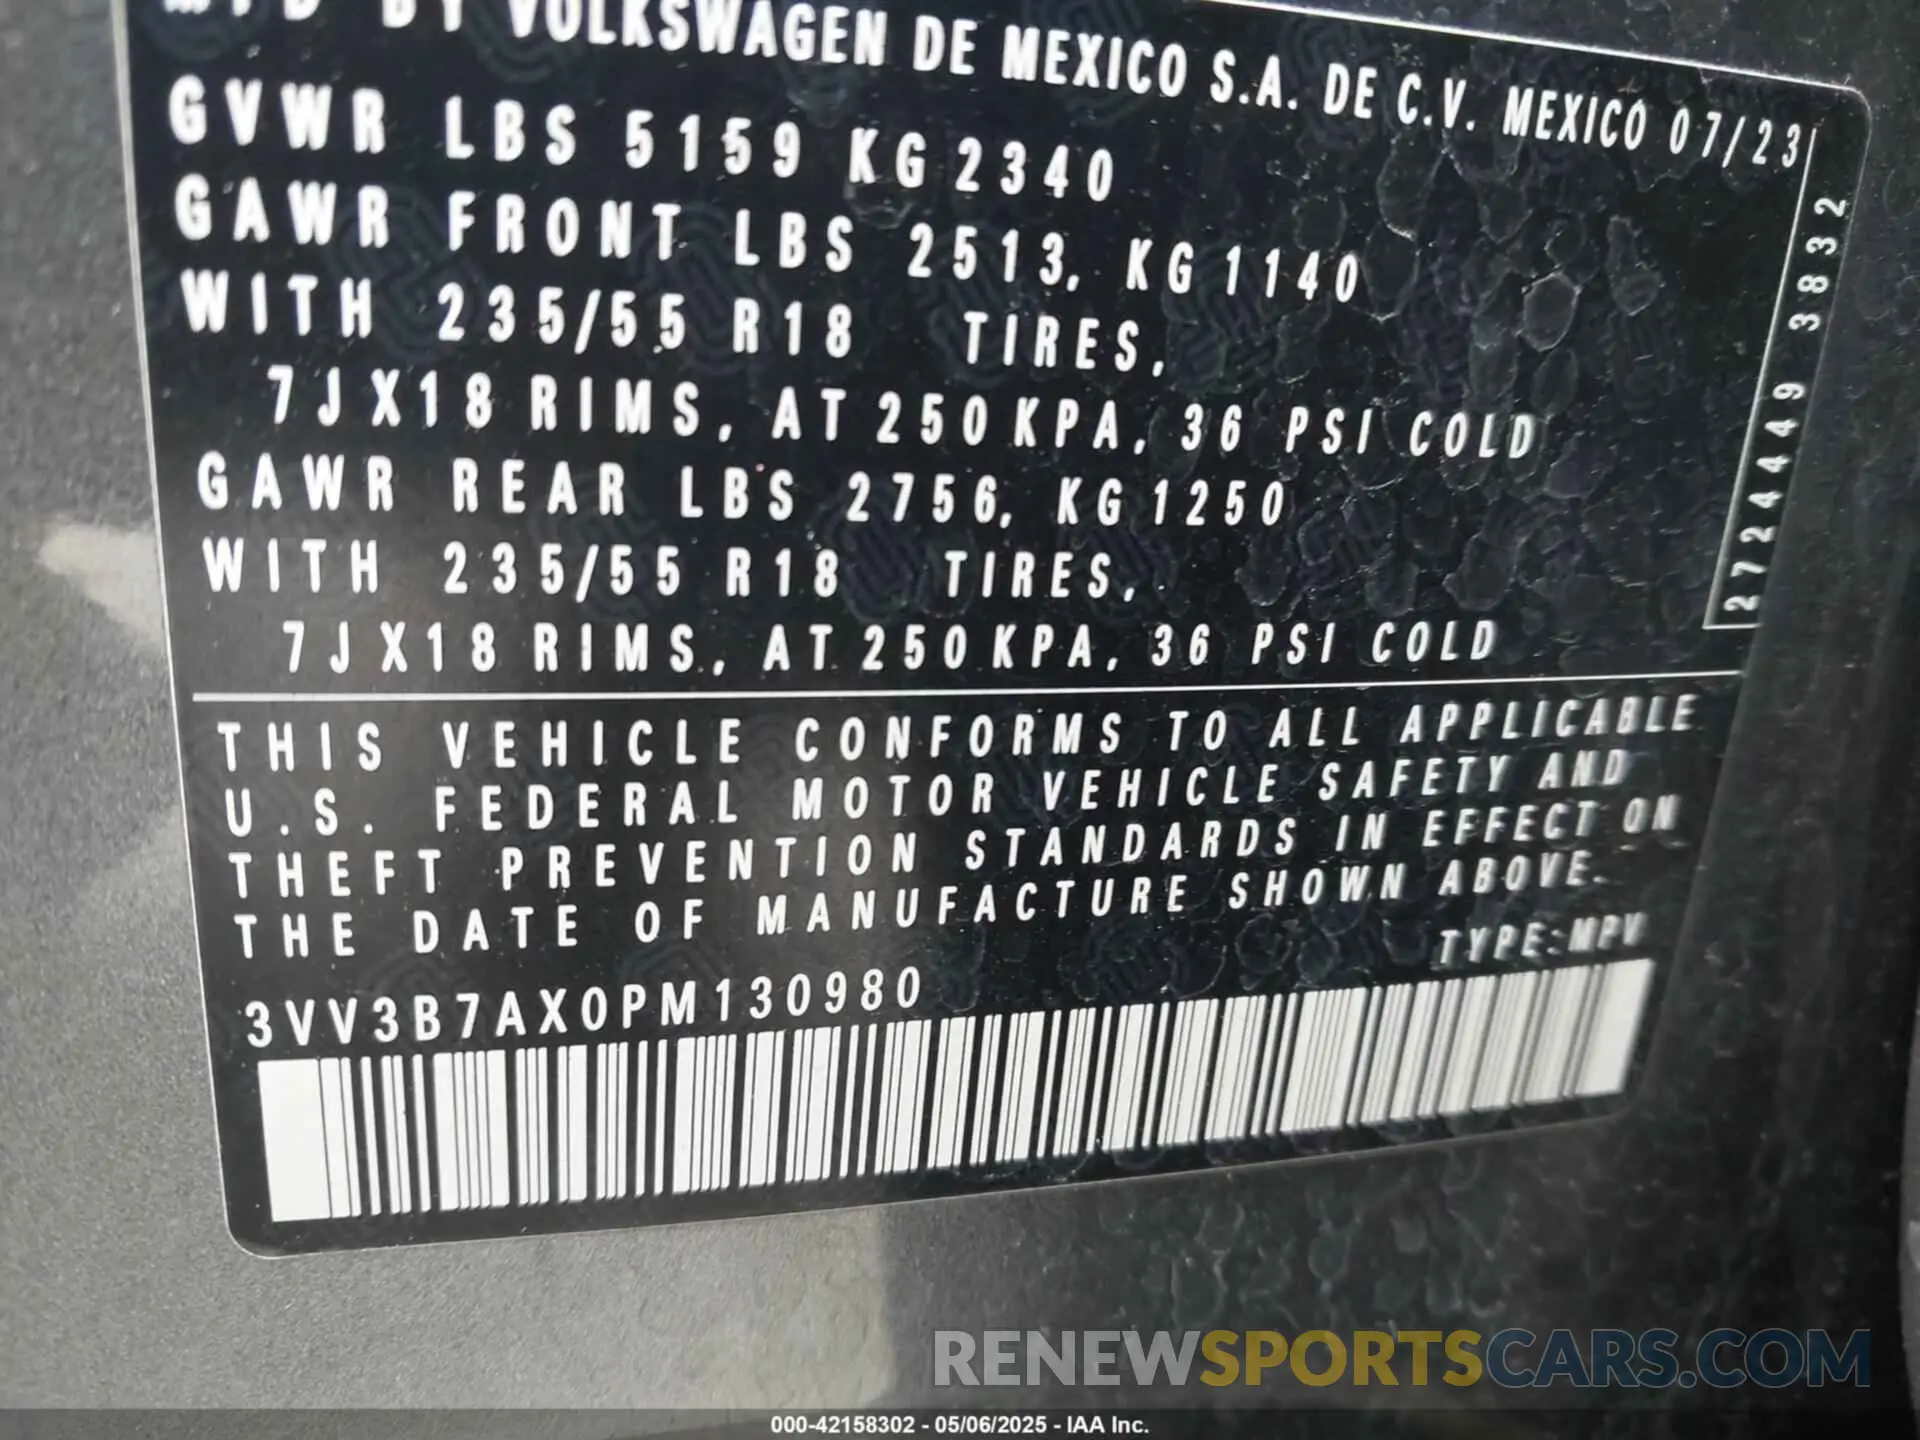 MFD BY VOLKSWAGEN DE MEXICO S.A. DE C.V. MEXICO 07/23
GVWR LBS 5159 KG 2340
GAWR FRONT LBS 2513, KG 1140
WITH 235/55 R18 TIRES,
7JX18 RIMS, AT 250 KPA, 36 PSI COLD
GAWR REAR LBS 2756, KG 1250
WITH 235/55 R18 TIRES,
7JX18 RIMS, AT 250 KPA, 36 PSI COLD
2724449 3832
THIS VEHICLE CONFORMS TO ALL APPLICABLE
U.S. FEDERAL MOTOR VEHICLE SAFETY AND
THEFT PREVENTION STANDARDS IN EFFECT ON
THE DATE OF MANUFACTURE SHOWN ABOVE.
TYPE: MPV
3VV3B7AX0PM130980
RENEWSPORTSCARS.COM
000-42158302 - 05/06/2025 - IAA Inc.